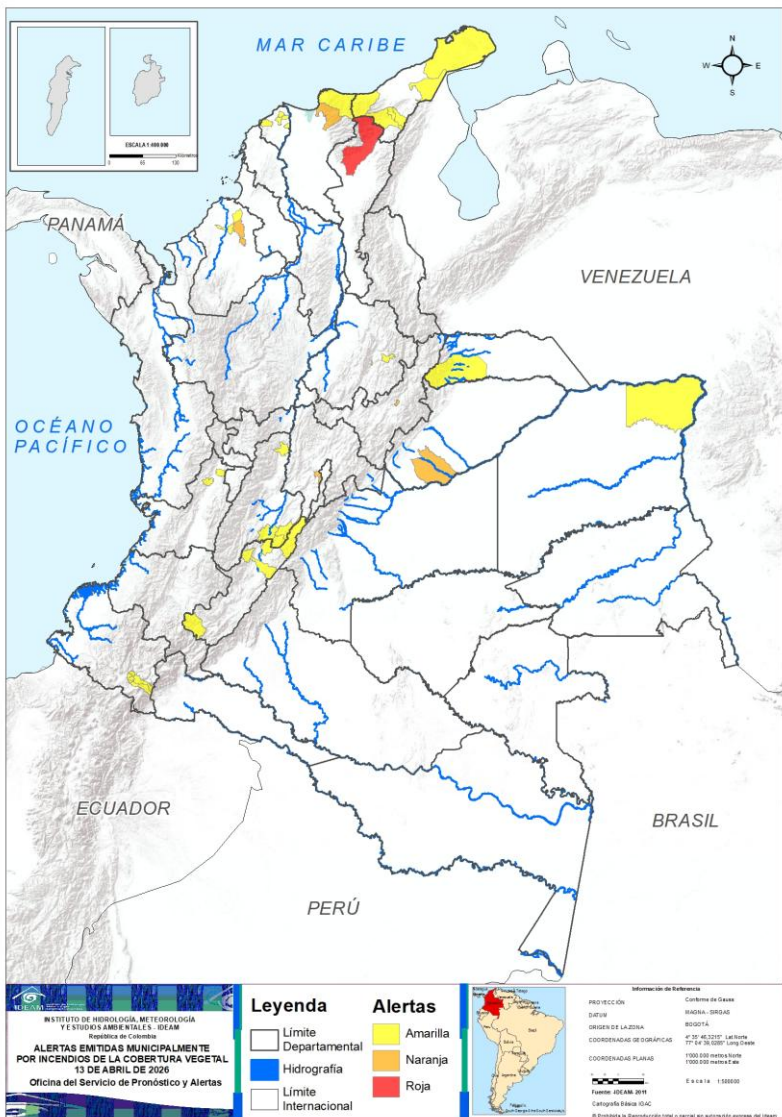 MAR CARIBE
N
W
E
S
ESCALA 1:400.000
PANAMÁ
VENEZUELA
OCÉANO
PACÍFICO
ECUADOR
BRASIL
PERÚ
IDEAM
INSTITUTO DE HIDROLOGÍA, METEOROLOGÍA
Y ESTUDIOS AMBIENTALES - IDEAM
República de Colombia
ALERTAS EMITIDAS MUNICIPALMENTE
POR INCENDIOS DE LA COBERTURA VEGETAL
13 DE ABRIL DE 2026
Oficina del Servicio de Pronóstico y Alertas
Leyenda
Límite
Departamental
Hidrografía
Límite
Internacional
Alertas
Amarilla
Naranja
Roja
Información de Referencia
PROYECCIÓN Conforme de Gauss
DATUM MAGNA - SIRGAS
ORIGEN DE LA ZONA BOGOTÁ
COORDENADAS GEOGRÁFICAS
COORDENADAS PLANAS 1'000.000 metros Norte
1'000.000 metros Este
Escala 1:500000
Fuente: IDEAM- 2011
Cartografía Básica: IGAC